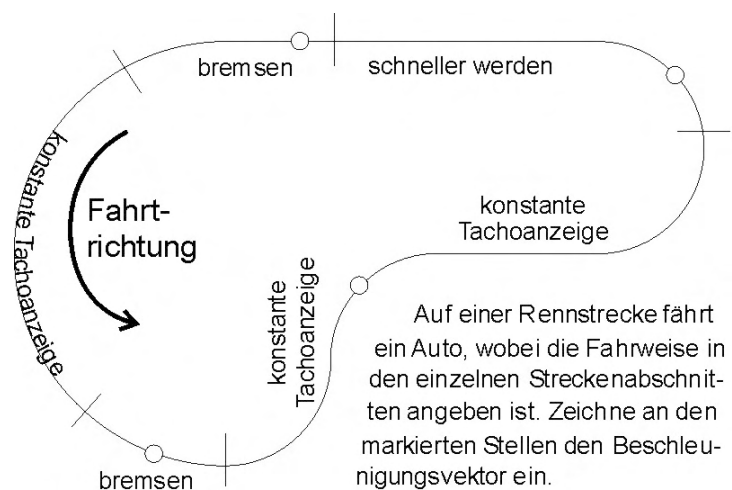 bremsen
schneller werden
konstante Tachoanzeige
Fahrt-
richtung
konstante
Tachoanzeige
konstante
Tachoanzeige
bremsen
Auf einer Rennstrecke fährt
ein Auto, wobei die Fahrweise in
den einzelnen Streckenabschnit-
ten angeben ist. Zeichne an den
markierten Stellen den Beschleu-
nigungsvektor ein.